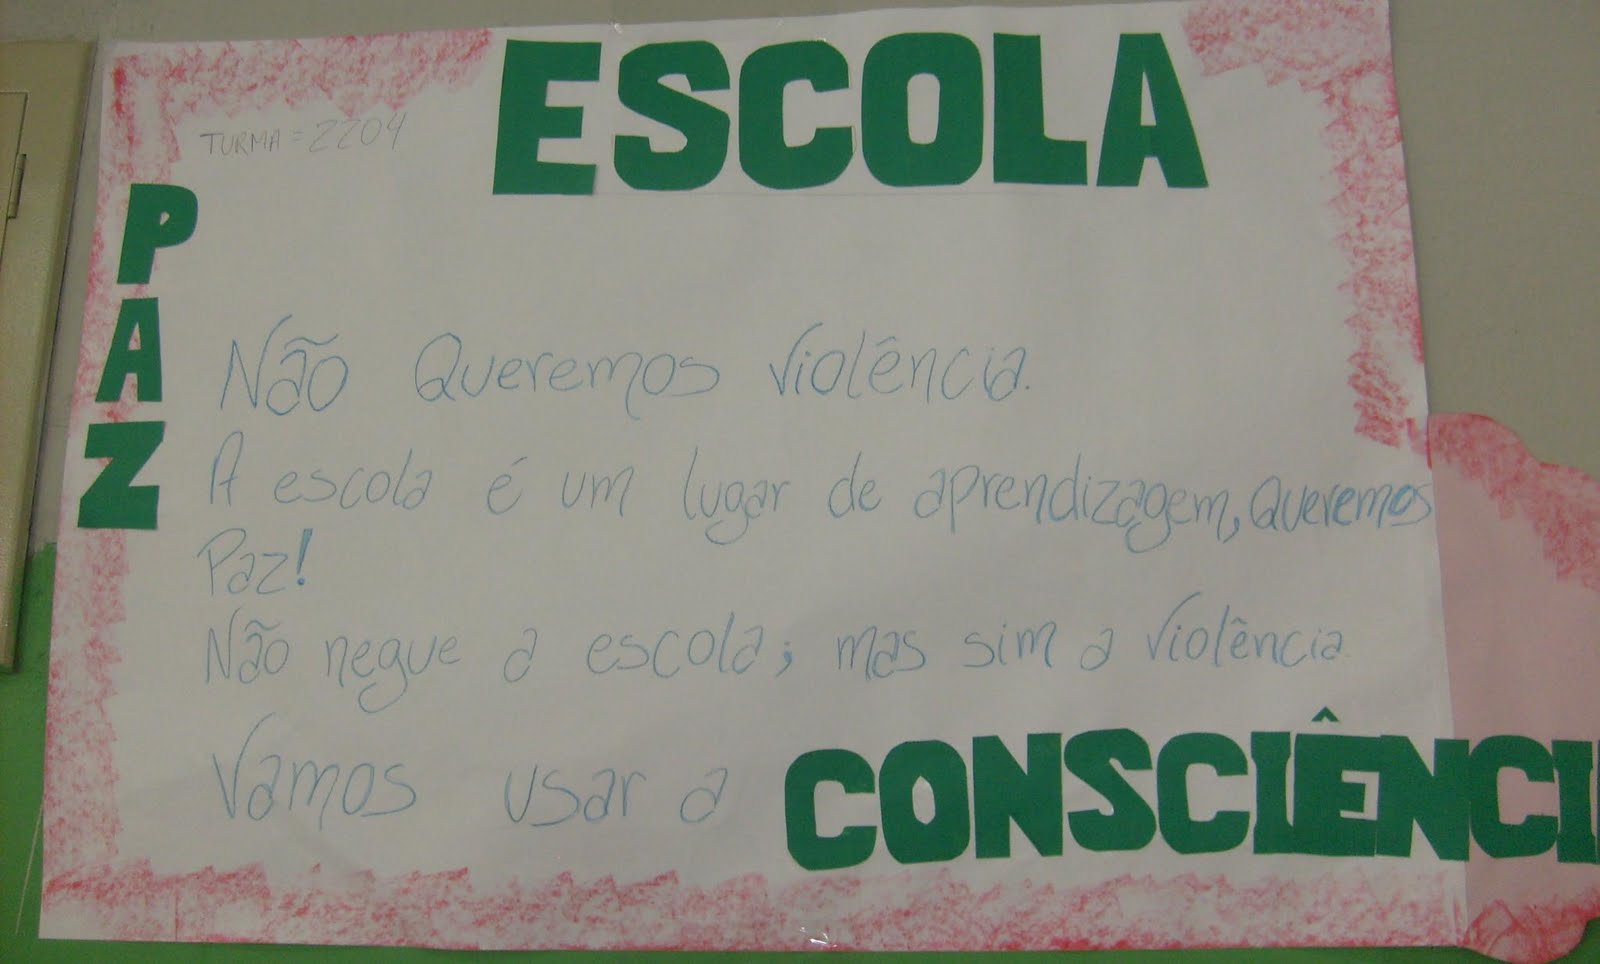 ESCOLA
TURMA = 2204
PAZ
Não Queremos violência.
A escola é um lugar de aprendizagem, Queremos
Paz!
Não negue a escola; mas sim a violência.
Vamos usar a CONSCIÊNCI